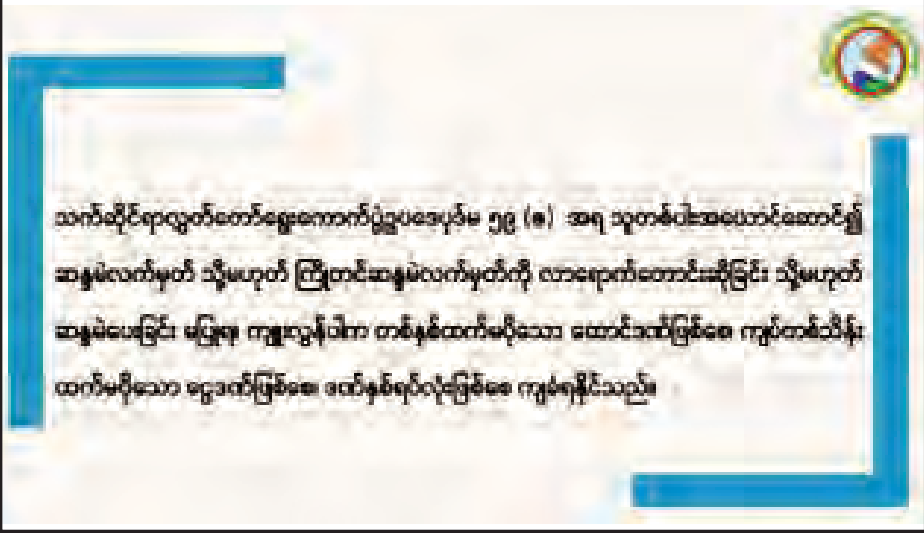 သက်ဆိုင်ရာလွှတ်တော်ရွေးကောက်ပွဲဥပဒေပုဒ်မ ၅၉ (စ) အရ သူတစ်ပါးအယောင်ဆောင်၍
ဆန္ဒမဲလက်မှတ် သို့မဟုတ် ကြိုတင်ဆန္ဒမဲလက်မှတ်ကို လာရောက်တောင်းဆိုခြင်း သို့မဟုတ်
ဆန္ဒမဲပေးခြင်း မပြုရ၊ ကျူးလွန်ပါက တစ်နှစ်ထက်မပိုသော ထောင်ဒဏ်ဖြစ်စေ၊ ကျပ်တစ်သိန်း
ထက်မပိုသော ငွေဒဏ်ဖြစ်စေ၊ ဒဏ်နှစ်ရပ်လုံးဖြစ်စေ ကျခံရနိုင်သည်။